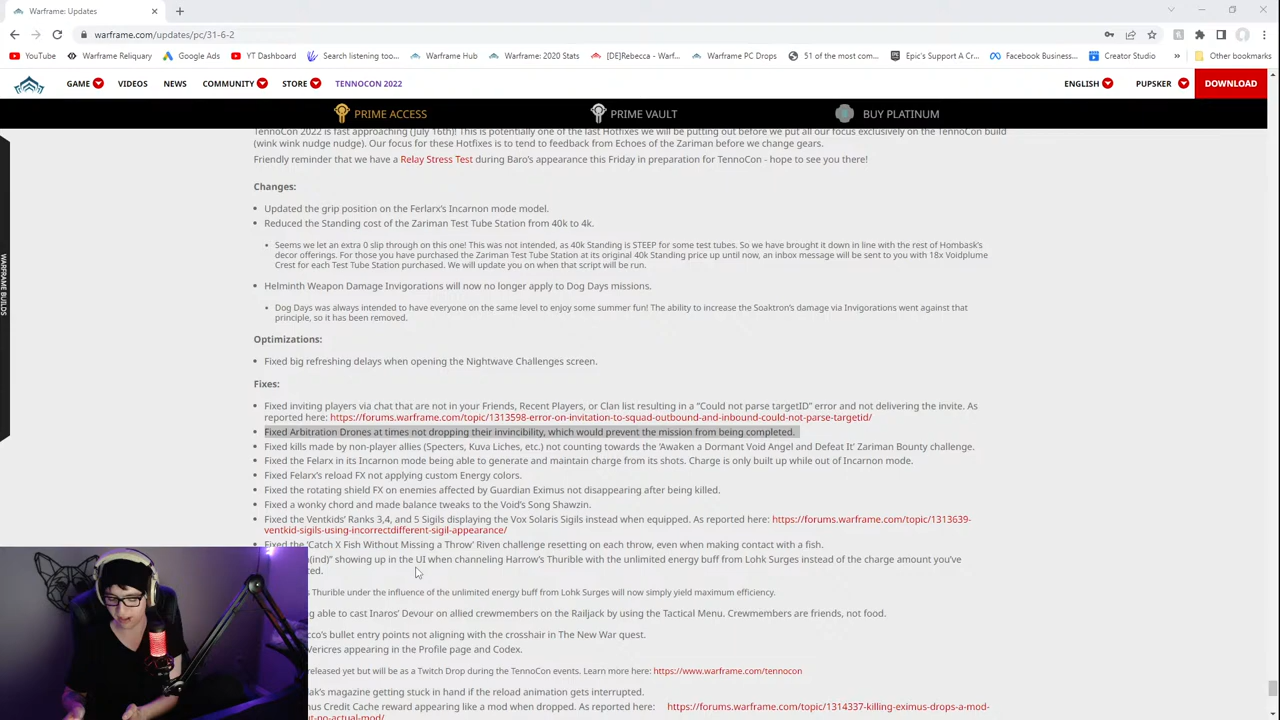 Warframe: Updates
warframe.com/updates/pc/31-6-2
YouTube
Warframe Reliquary
Google Ads
YT Dashboard
Search listening too...
Warframe Hub
Warframe: 2020 Stats
[DE]Rebecca - Warf...
Warframe PC Drops
51 of the most com...
Epic's Support A Cr...
Facebook Business...
Creator Studio
»
Other bookmarks
GAME
VIDEOS
NEWS
COMMUNITY
STORE
TENNOCON 2022
ENGLISH
PUPSKER
DOWNLOAD
PRIME ACCESS
PRIME VAULT
BUY PLATINUM
WARFRAME BUILDS
TennoCon 2022 is fast approaching (July 16th)! This is potentially one of the last Hotfixes we will be putting out before we put all our focus exclusively on the TennoCon build
(wink wink nudge nudge). Our focus for these Hotfixes is to tend to feedback from Echoes of the Zariman before we change gears.
Friendly reminder that we have a Relay Stress Test during Baro's appearance this Friday in preparation for TennoCon - hope to see you there!
Changes:
• Updated the grip position on the Ferlarx's Incarnon mode model.
• Reduced the Standing cost of the Zariman Test Tube Station from 40k to 4k.
• Seems we let an extra 0 slip through on this one! This was not intended, as 40k Standing is STEEP for some test tubes. So we have brought it down in line with the rest of Hombask's
decor offerings. For those you have purchased the Zariman Test Tube Station at its original 40k Standing price up until now, an inbox message will be sent to you with 18x Voidplume
Crest for each Test Tube Station purchased. We will update you on when that script will be run.
• Helminth Weapon Damage Invigorations will now no longer apply to Dog Days missions.
• Dog Days was always intended to have everyone on the same level to enjoy some summer fun! The ability to increase the Soaktron's damage via Invigorations went against that
principle, so it has been removed.
Optimizations:
• Fixed big refreshing delays when opening the Nightwave Challenges screen.
Fixes:
• Fixed inviting players via chat that are not in your Friends, Recent Players, or Clan list resulting in a “Could not parse targetID” error and not delivering the invite. As
reported here: https://forums.warframe.com/topic/1313598-error-on-invitation-to-squad-outbound-and-inbound-could-not-parse-targetid/
• Fixed Arbitration Drones at times not dropping their invincibility, which would prevent the mission from being completed.
• Fixed kills made by non-player allies (Specters, Kuva Liches, etc.) not counting towards the ‘Awaken a Dormant Void Angel and Defeat It’ Zariman Bounty challenge.
• Fixed the Felarx in its Incarnon mode being able to generate and maintain charge from its shots. Charge is only built up while out of Incarnon mode.
• Fixed Felarx's reload FX not applying custom Energy colors.
• Fixed the rotating shield FX on enemies affected by Guardian Eximus not disappearing after being killed.
• Fixed a wonky chord and made balance tweaks to the Void's Song Shawzin.
• Fixed the Ventkids' Ranks 3,4, and 5 Sigils displaying the Vox Solaris Sigils instead when equipped. As reported here: https://forums.warframe.com/topic/1313639-
ventkid-sigils-using-incorrectdifferent-sigil-appearance/
Fixed the ‘Catch X Fish Without Missing a Throw’ Riven challenge resetting on each throw, even when making contact with a fish.
(ind)” showing up in the UI when channeling Harrow's Thurible with the unlimited energy buff from Lohk Surges instead of the charge amount you've
ted.
s Thurible under the influence of the unlimited energy buff from Lohk Surges will now simply yield maximum efficiency.
ng able to cast Inaros' Devour on allied crewmembers on the Railjack by using the Tactical Menu. Crewmembers are friends, not food.
cco's bullet entry points not aligning with the crosshair in The New War quest.
Vericres appearing in the Profile page and Codex.
released yet but will be as a Twitch Drop during the TennoCon events. Learn more here: https://www.warframe.com/tennocon
ak's magazine getting stuck in hand if the reload animation gets interrupted.
mus Credit Cache reward appearing like a mod when dropped. As reported here: https://forums.warframe.com/topic/1314337-killing-eximus-drops-a-mod-
but-no-actual-mod/